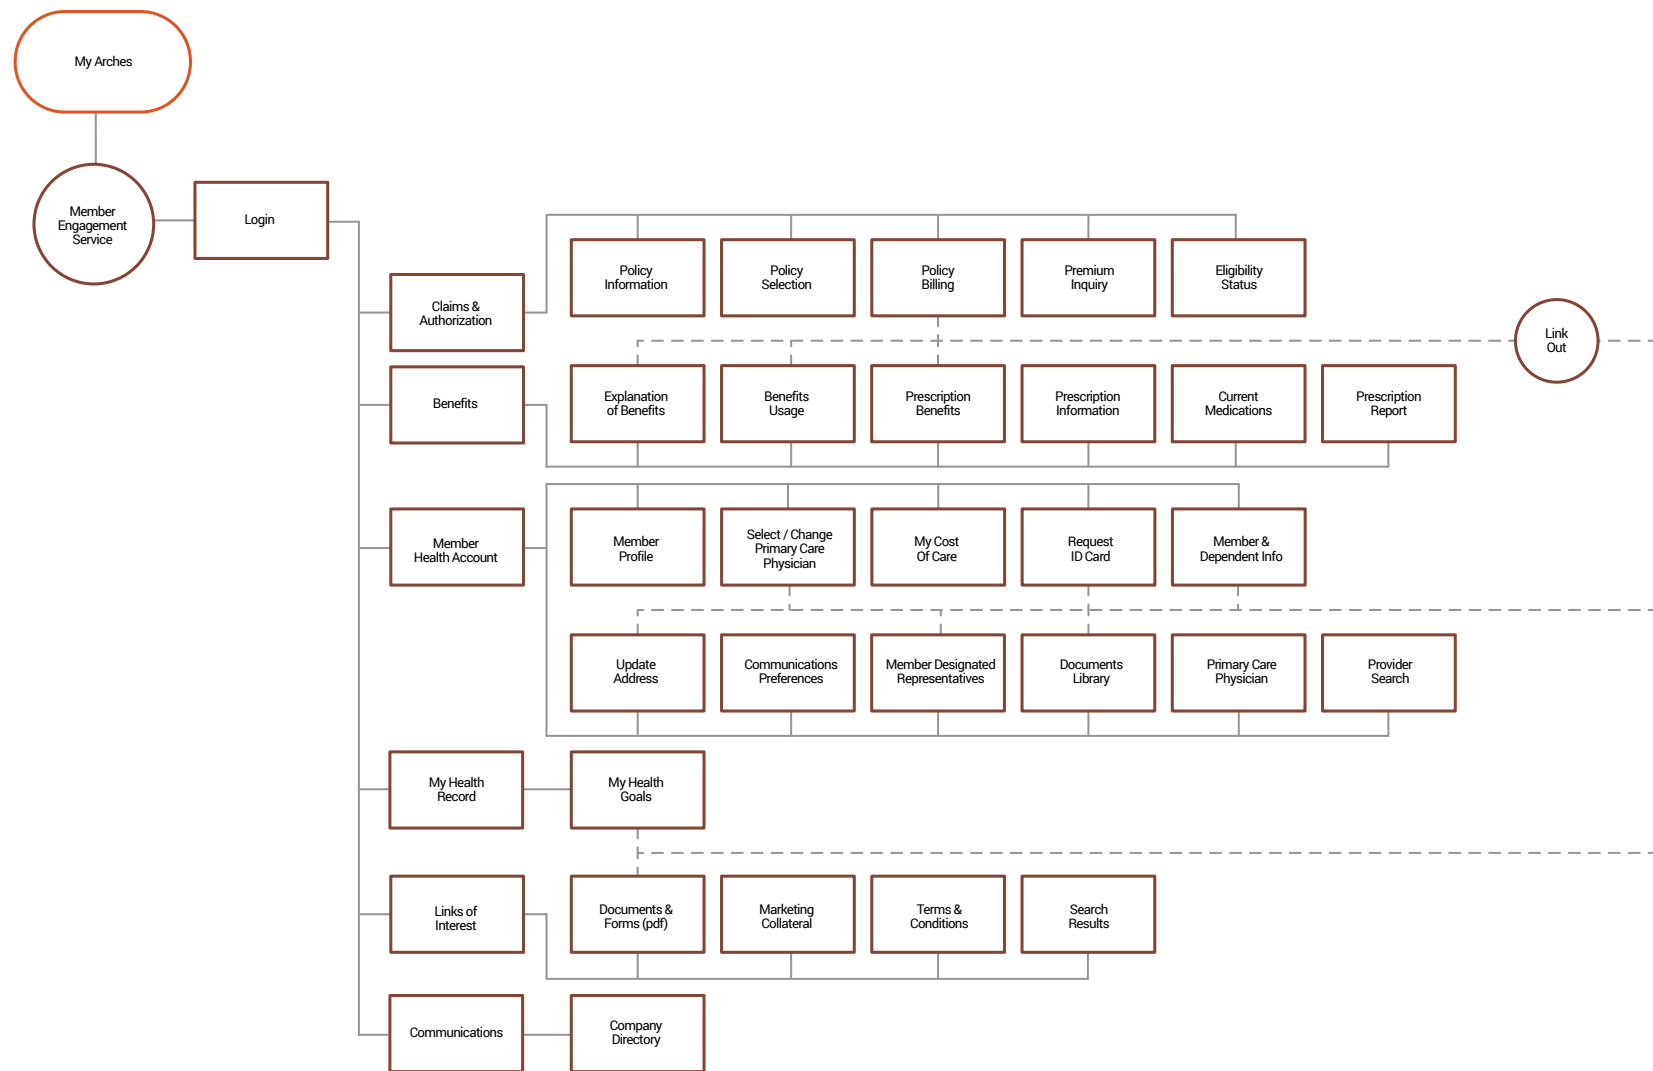 My Arches
Member
Engagement
Service
Login
Claims &
Authorization
Policy
Information
Policy
Selection
Policy
Billing
Premium
Inquiry
Eligibility
Status
Link
Out
Benefits
Explanation
of Benefits
Benefits
Usage
Prescription
Benefits
Prescription
Information
Current
Medications
Prescription
Report
Member
Health Account
Member
Profile
Select / Change
Primary Care
Physician
My Cost
Of Care
Request
ID Card
Member &
Dependent Info
Update
Address
Communications
Preferences
Member Designated
Representatives
Documents
Library
Primary Care
Physician
Provider
Search
My Health
Record
My Health
Goals
Links of
Interest
Documents &
Forms (pdf)
Marketing
Collateral
Terms &
Conditions
Search
Results
Communications
Company
Directory